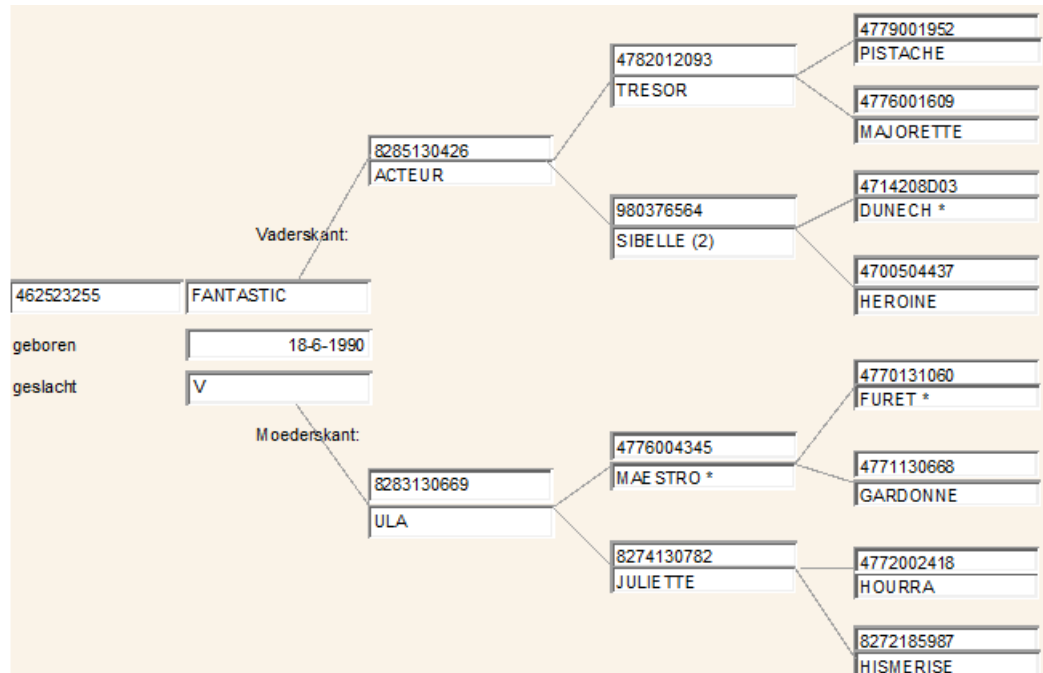 4779001952
PISTACHE
4782012093
TRESOR
4776001609
MAJORETTE
8285130426
ACTEUR
4714208D03
DUNECH *
980376564
SIBELLE (2)
Vaderskant:
4700504437
HEROINE
462523255 FANTASTIC
geboren 18-6-1990
geslacht V
4770131060
FURET *
Moederskant:
4776004345
MAESTRO *
4771130668
GARDONNE
8283130669
ULA
8274130782
JULIETTE
4772002418
HOURRA
8272185987
HISMERISE